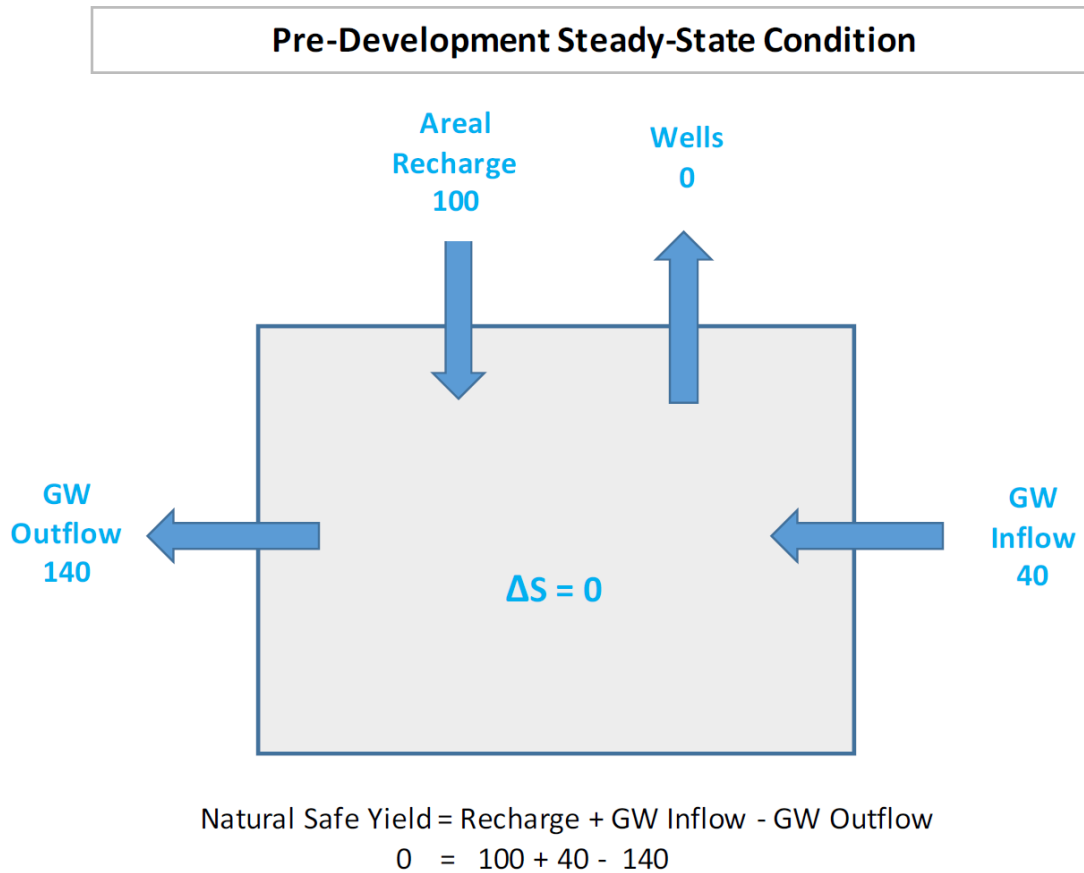 Pre-Development Steady-State Condition
Areal
Recharge
100
Wells
0
GW
Outflow
140
GW
Inflow
40
ΔS = 0
Natural Safe Yield = Recharge + GW Inflow - GW Outflow
0 = 100 + 40 - 140